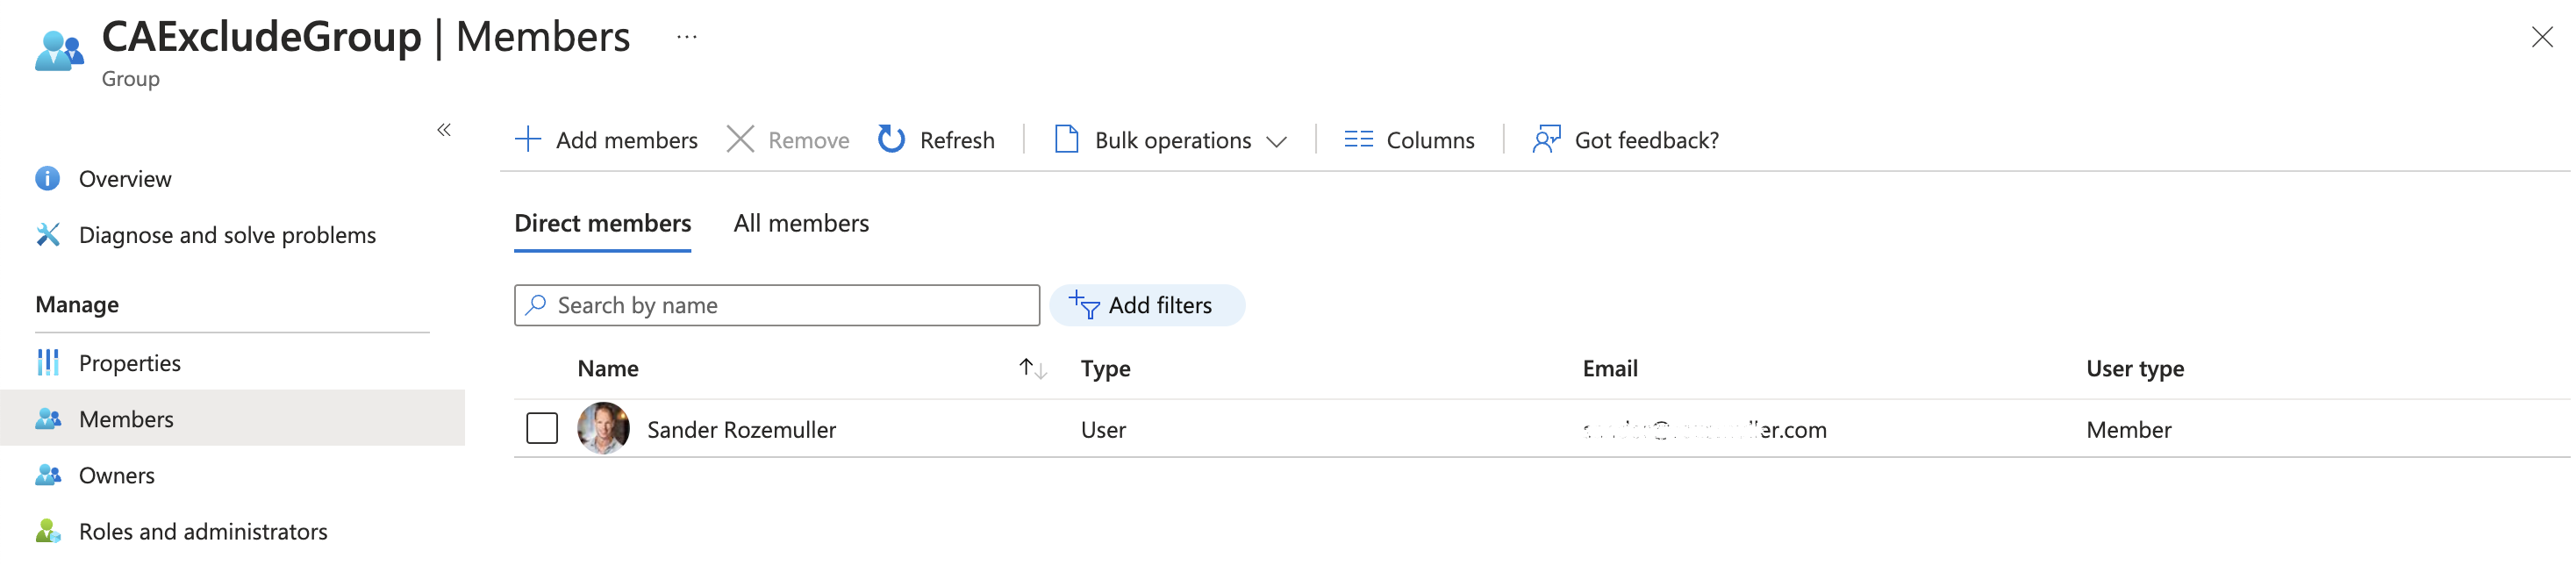 CAExcludeGroup | Members ...
Group
Add members Remove Refresh Bulk operations Columns Got feedback?
Overview
Diagnose and solve problems
Manage
Properties
Members
Owners
Roles and administrators
Direct members All members
Search by name Add filters
Name Type Email User type
Sander Rozemuller User er.com Member